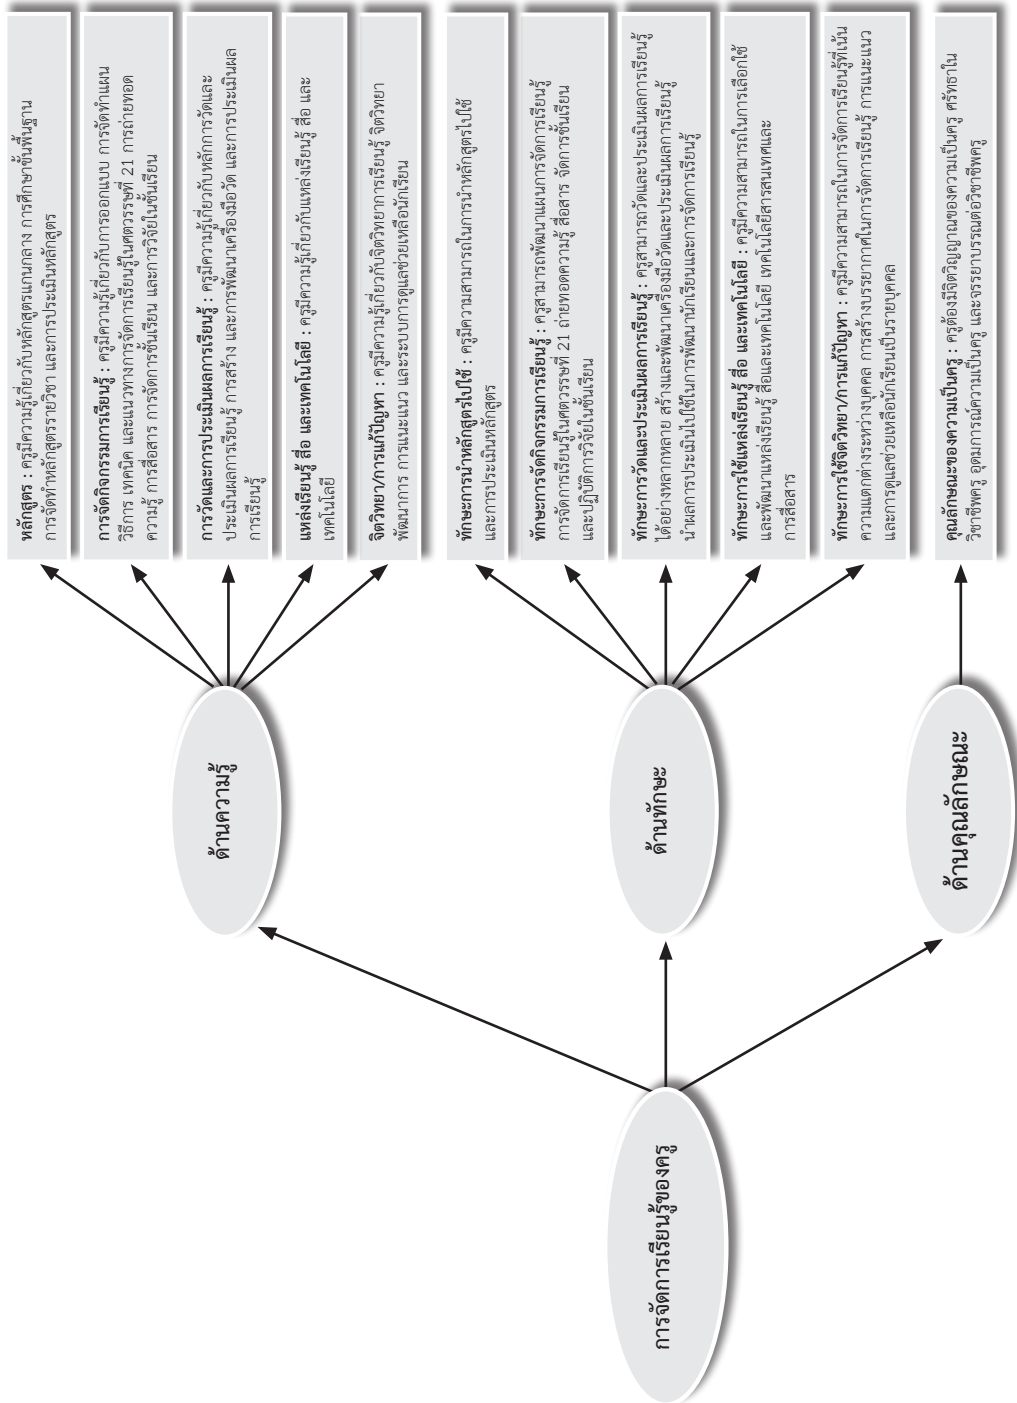 การจัดการเรียนรู้ของครู
ด้านความรู้
ด้านทักษะ
ด้านคุณลักษณะ
หลักสูตร : ครูมีความรู้เกี่ยวกับหลักสูตรแกนกลาง การศึกษาขั้นพื้นฐาน
การจัดทำหลักสูตรรายวิชา และการประเมินหลักสูตร
การจัดกิจกรรมการเรียนรู้ : ครูมีความรู้เกี่ยวกับการออกแบบ การจัดทำแผน
วิธีการ เทคนิค และแนวทางการจัดการเรียนรู้ในศตวรรษที่ 21 การถ่ายทอด
ความรู้ การสื่อสาร การจัดการชั้นเรียน และการวิจัยในชั้นเรียน
การวัดและการประเมินผลการเรียนรู้ : ครูมีความรู้เกี่ยวกับหลักการวัดและ
ประเมินผลการเรียนรู้ การสร้าง และการพัฒนาเครื่องมือวัด และการประเมินผล
การเรียนรู้
แหล่งเรียนรู้ สื่อ และเทคโนโลยี : ครูมีความรู้เกี่ยวกับแหล่งเรียนรู้ สื่อ และ
เทคโนโลยี
จิตวิทยา/การแก้ปัญหา : ครูมีความรู้เกี่ยวกับจิตวิทยาการเรียนรู้ จิตวิทยา
พัฒนาการ การแนะแนว และระบบการดูแลช่วยเหลือนักเรียน
ทักษะการนำหลักสูตรไปใช้ : ครูมีความสามารถในการนำหลักสูตรไปใช้
และการประเมินหลักสูตร
ทักษะการจัดกิจกรรมการเรียนรู้ : ครูสามารถพัฒนาแผนการจัดการเรียนรู้
การจัดการเรียนรู้ในศตวรรษที่ 21 ถ่ายทอดความรู้ สื่อสาร จัดการชั้นเรียน
และปฏิบัติการวิจัยในชั้นเรียน
ทักษะการวัดและประเมินผลการเรียนรู้ : ครูสามารถวัดและประเมินผลการเรียนรู้
ได้อย่างหลากหลาย สร้างและพัฒนาเครื่องมือวัดและประเมินผลการเรียนรู้
นำผลการประเมินไปใช้ในการพัฒนานักเรียนและการจัดการเรียนรู้
ทักษะการใช้แหล่งเรียนรู้ สื่อ และเทคโนโลยี : ครูมีความสามารถในการเลือกใช้
และพัฒนาแหล่งเรียนรู้ สื่อและเทคโนโลยี เทคโนโลยีสารสนเทศและ
การสื่อสาร
ทักษะการใช้จิตวิทยา/การแก้ปัญหา : ครูมีความสามารถในการจัดการเรียนรู้ที่เน้น
ความแตกต่างระหว่างบุคคล การสร้างบรรยากาศในการจัดการเรียนรู้ การแนะแนว
และการดูแลช่วยเหลือนักเรียนเป็นรายบุคคล
คุณลักษณะของความเป็นครู : ครูต้องมีจิตวิญญาณของความเป็นครู ศรัทธาใน
วิชาชีพครู อุดมการณ์ความเป็นครู และจรรยาบรรณต่อวิชาชีพครู